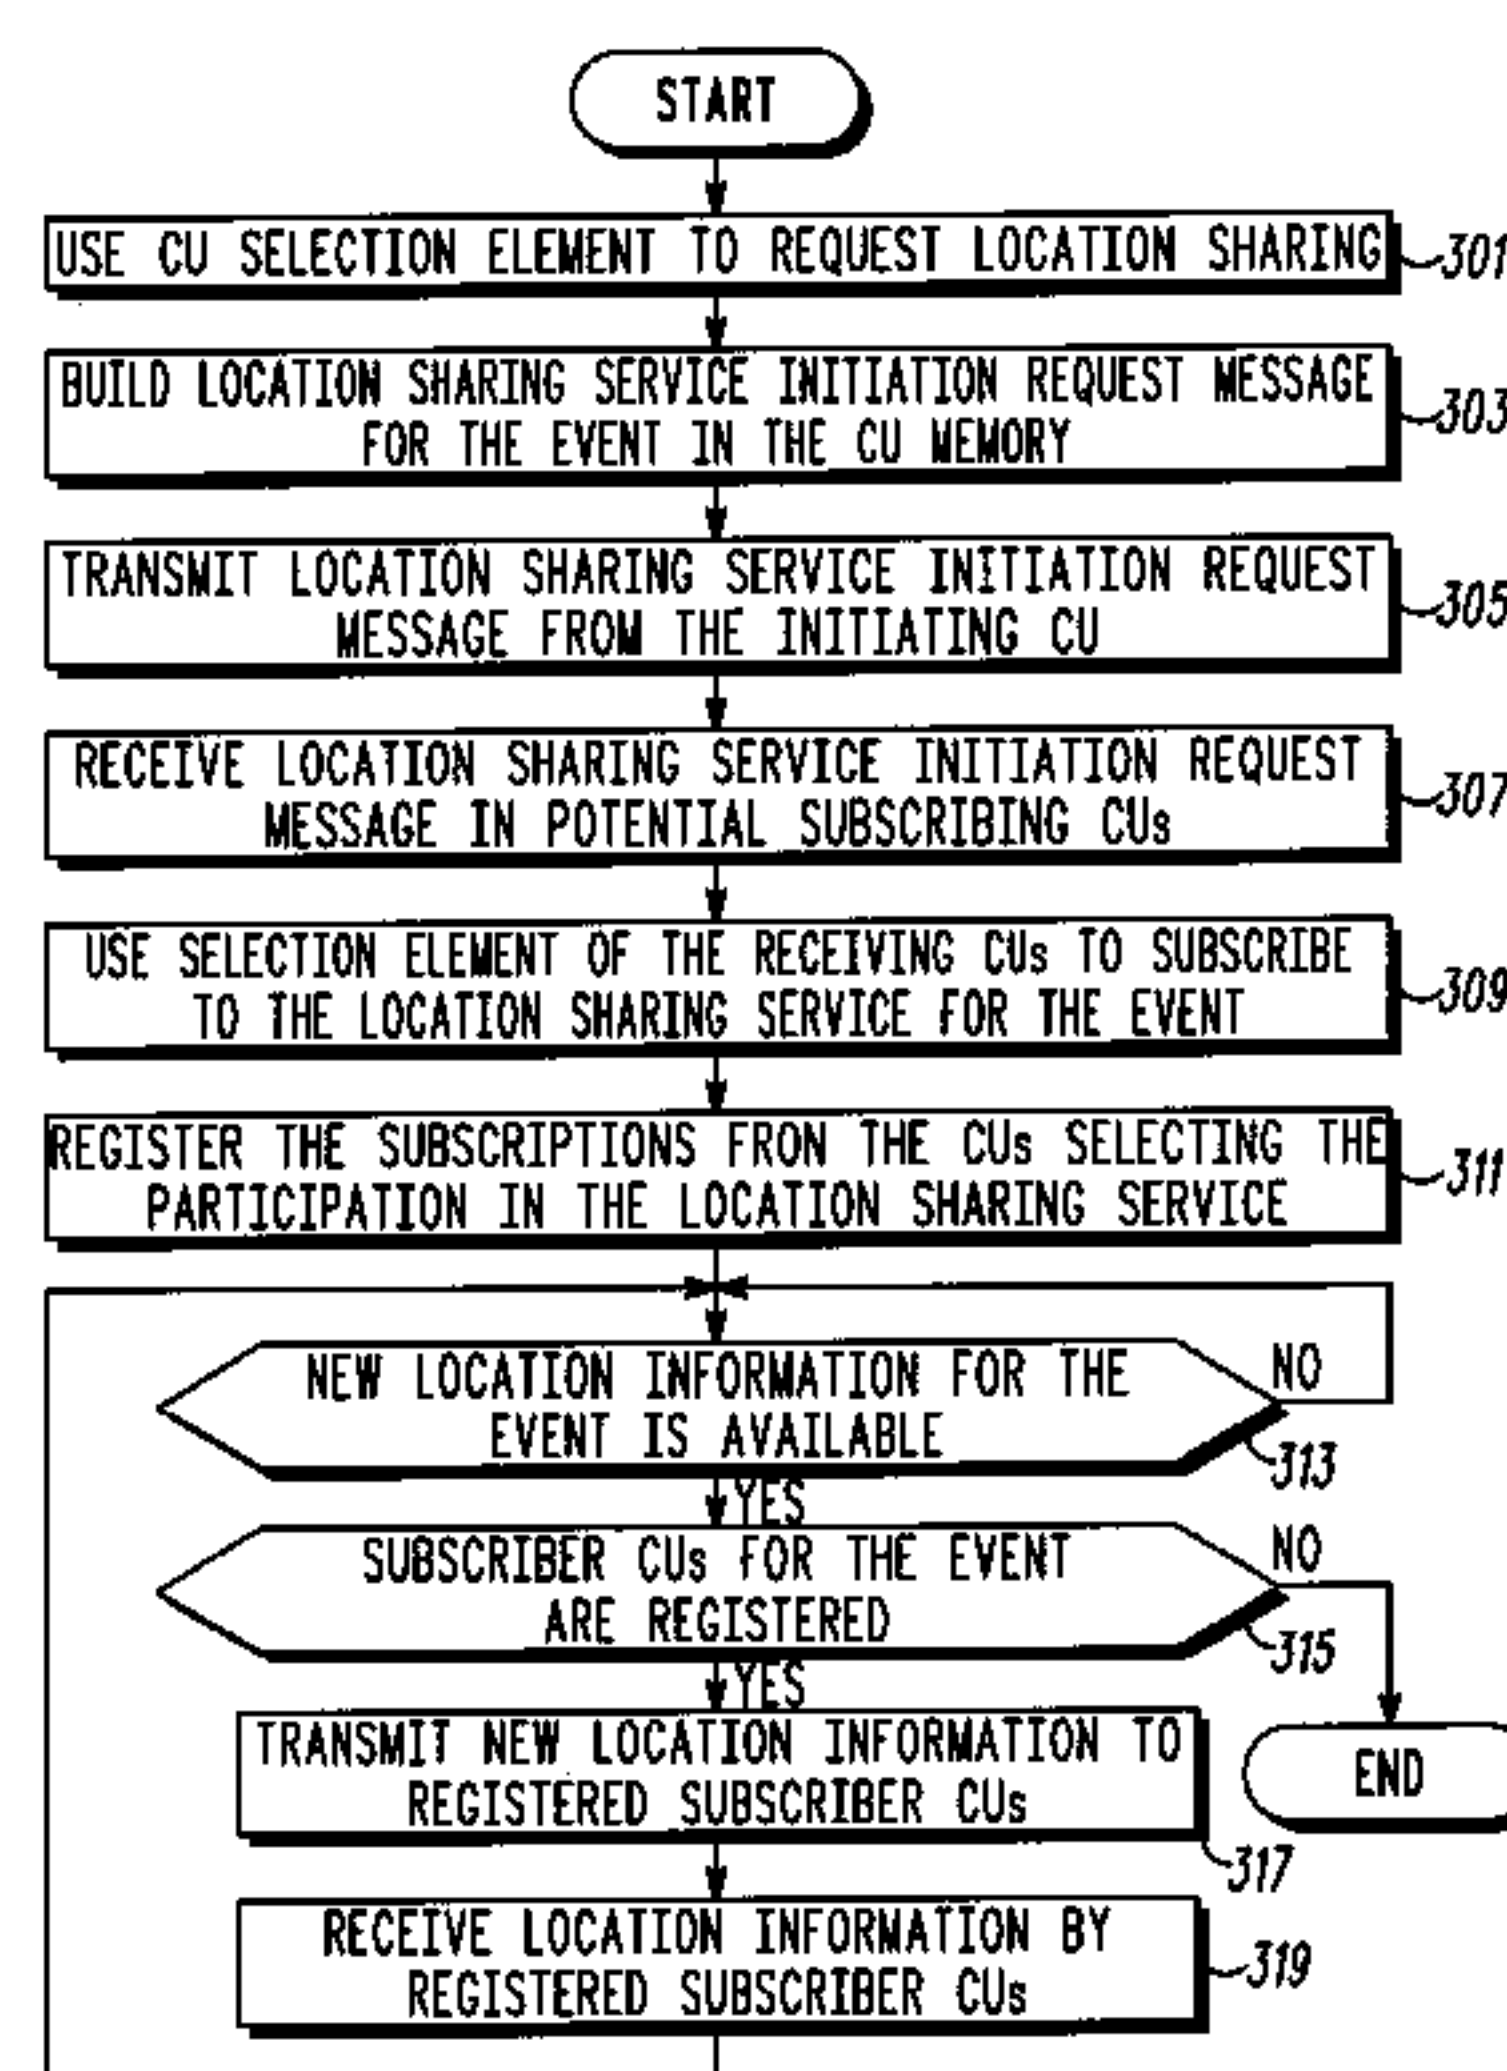 START
USE CU SELECTION ELEMENT TO REQUEST LOCATION SHARING
301
BUILD LOCATION SHARING SERVICE INITIATION REQUEST MESSAGE
FOR THE EVENT IN THE CU MEMORY
303
TRANSMIT LOCATION SHARING SERVICE INITIATION REQUEST
MESSAGE FROM THE INITIATING CU
305
RECEIVE LOCATION SHARING SERVICE INITIATION REQUEST
MESSAGE IN POTENTIAL SUBSCRIBING CUs
307
USE SELECTION ELEMENT OF THE RECEIVING CUs TO SUBSCRIBE
TO THE LOCATION SHARING SERVICE FOR THE EVENT
309
REGISTER THE SUBSCRIPTIONS FRON THE CUs SELECTING THE
PARTICIPATION IN THE LOCATION SHARING SERVICE
311
NEW LOCATION INFORMATION FOR THE
EVENT IS AVAILABLE
NO
313
YES
SUBSCRIBER CUs FOR THE EVENT
ARE REGISTERED
NO
315
YES
TRANSMIT NEW LOCATION INFORMATION TO
REGISTERED SUBSCRIBER CUs
317
END
RECEIVE LOCATION INFORMATION BY
REGISTERED SUBSCRIBER CUs
319